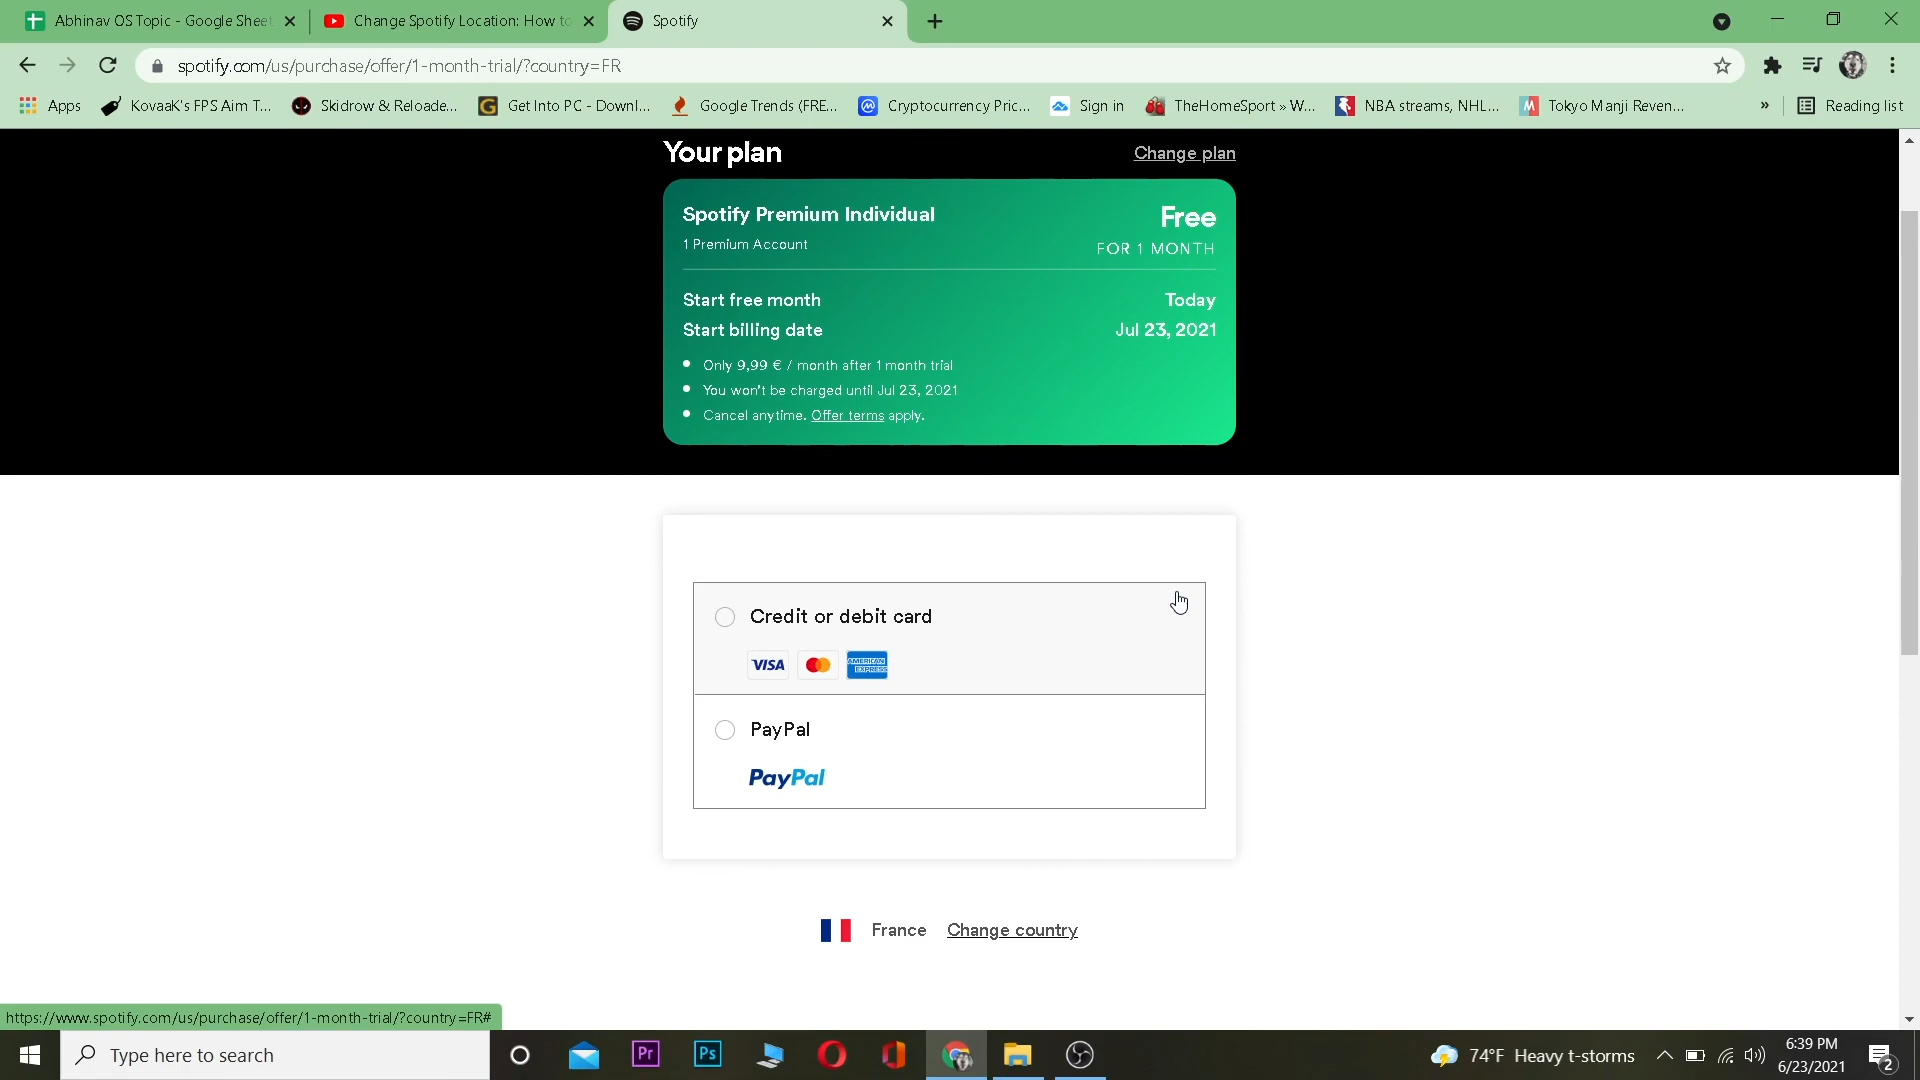 Abhinav OS Topic - Google Sheet
Change Spotify Location: How to
Spotify
spotify.com/us/purchase/offer/1-month-trial/?country=FR
Apps
KovaaK's FPS Aim T...
Skidrow & Reloade...
Get Into PC - Downl...
Google Trends (FRE...
Cryptocurrency Pric...
Sign in
TheHomeSport » W...
NBA streams, NHL...
Tokyo Manji Reven...
»
Reading list
Your plan
Change plan
Spotify Premium Individual
Free
1 Premium Account
FOR 1 MONTH
Start free month
Today
Start billing date
Jul 23, 2021
Only 9,99 € / month after 1 month trial
You won't be charged until Jul 23, 2021
Cancel anytime. Offer terms apply.
Credit or debit card
VISA
AMERICAN EXPRESS
PayPal
PayPal
France
Change country
https://www.spotify.com/us/purchase/offer/1-month-trial/?country=FR#
Type here to search
Pr
Ps
74°F Heavy t-storms
6:39 PM
6/23/2021
2